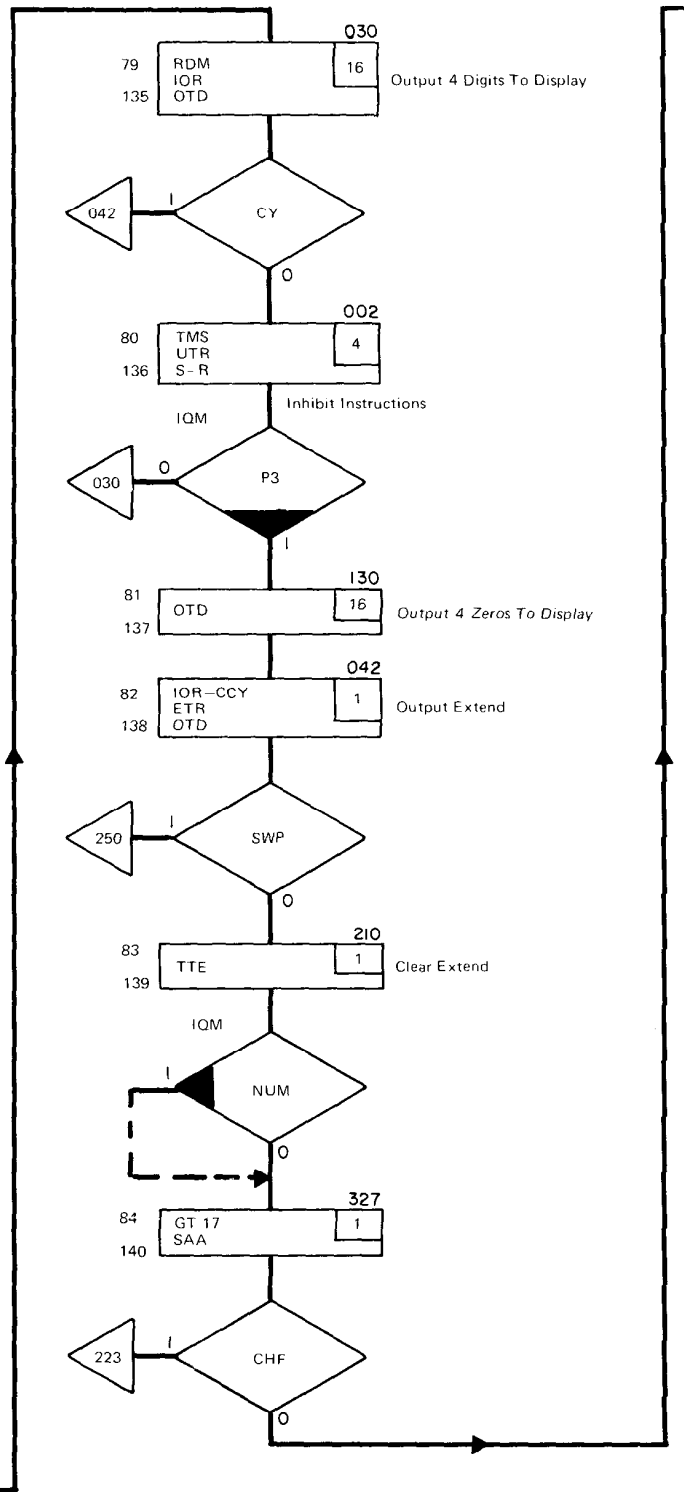 030
79 RDM 16
IOR Output 4 Digits To Display
135 OTD
1
042 CY
0
002
80 TMS 4
UTR
136 S-R
Inhibit Instructions
IQM
0
030 P3
1
130
81 OTD 16
137 Output 4 Zeros To Display
042
82 IOR-CCY 1
ETR Output Extend
138 OTD
1
250 SWP
0
210
83 TTE 1 Clear Extend
139
IQM
1
NUM
0
327
84 GT 17 1
140 SAA
1
223 CHF
0